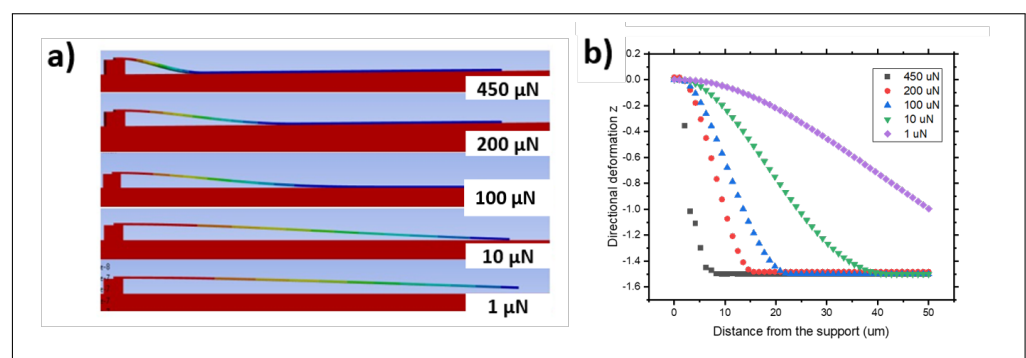 a)
450 µN
200 µN
100 µN
10 µN
1 µN
b)
Directional deformation z
0.2
0.0
-0.2
-0.4
-0.6
-0.8
-1.0
-1.2
-1.4
-1.6
450 uN
200 uN
100 uN
10 uN
1 uN
0
10
20
30
40
50
Distance from the support (um)